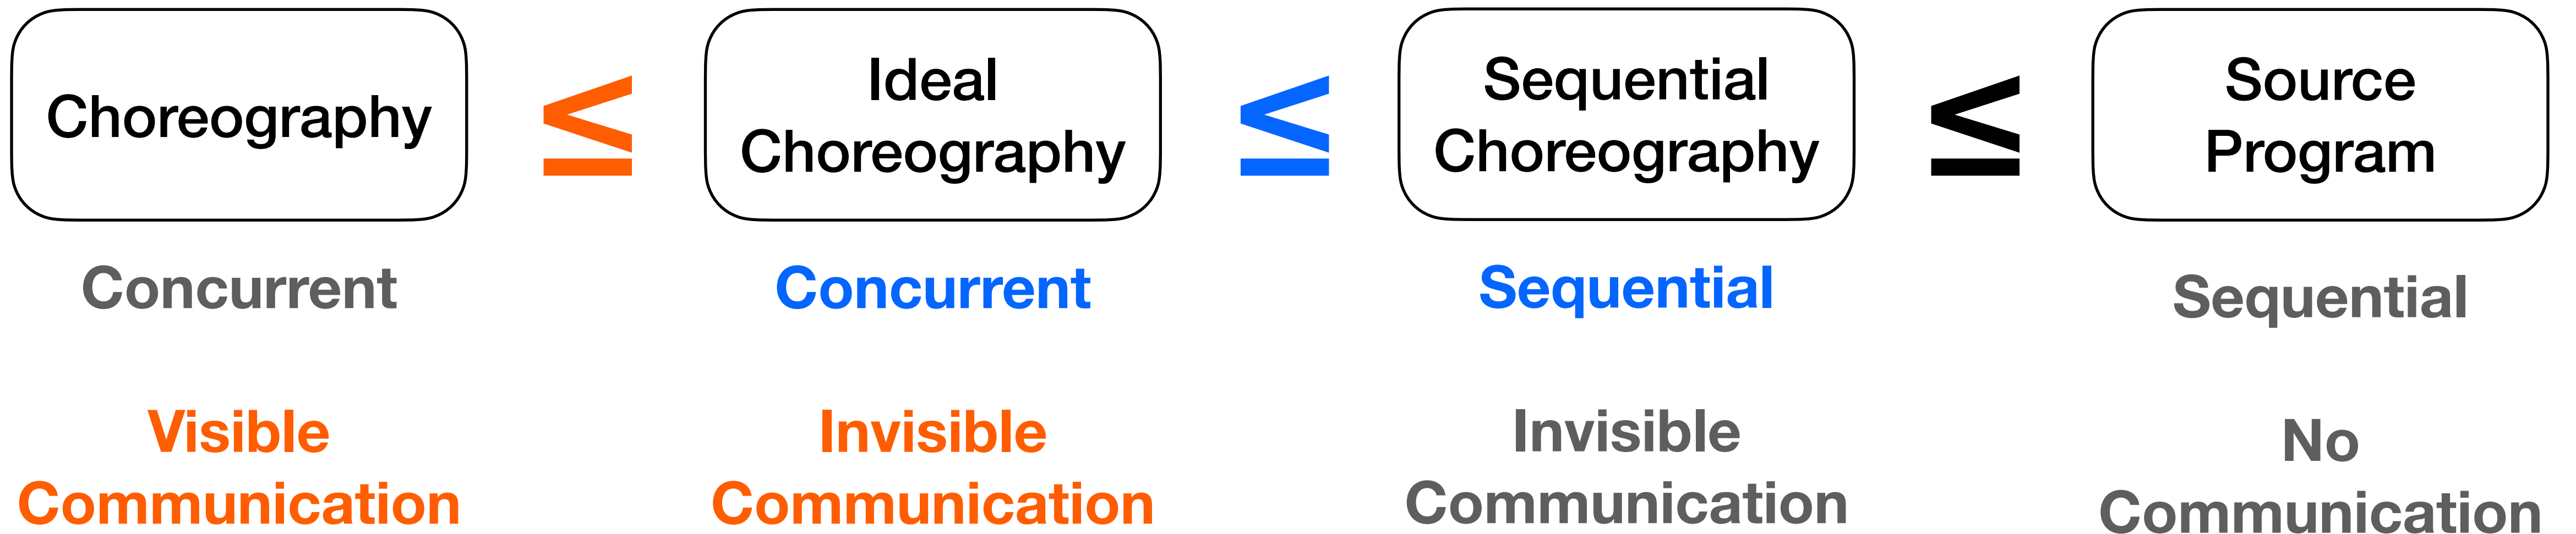 Choreography
≤
Ideal
Choreography
≤
Sequential
Choreography
≤
Source
Program
Concurrent
Concurrent
Sequential
Sequential
Visible
Communication
Invisible
Communication
Invisible
Communication
No
Communication